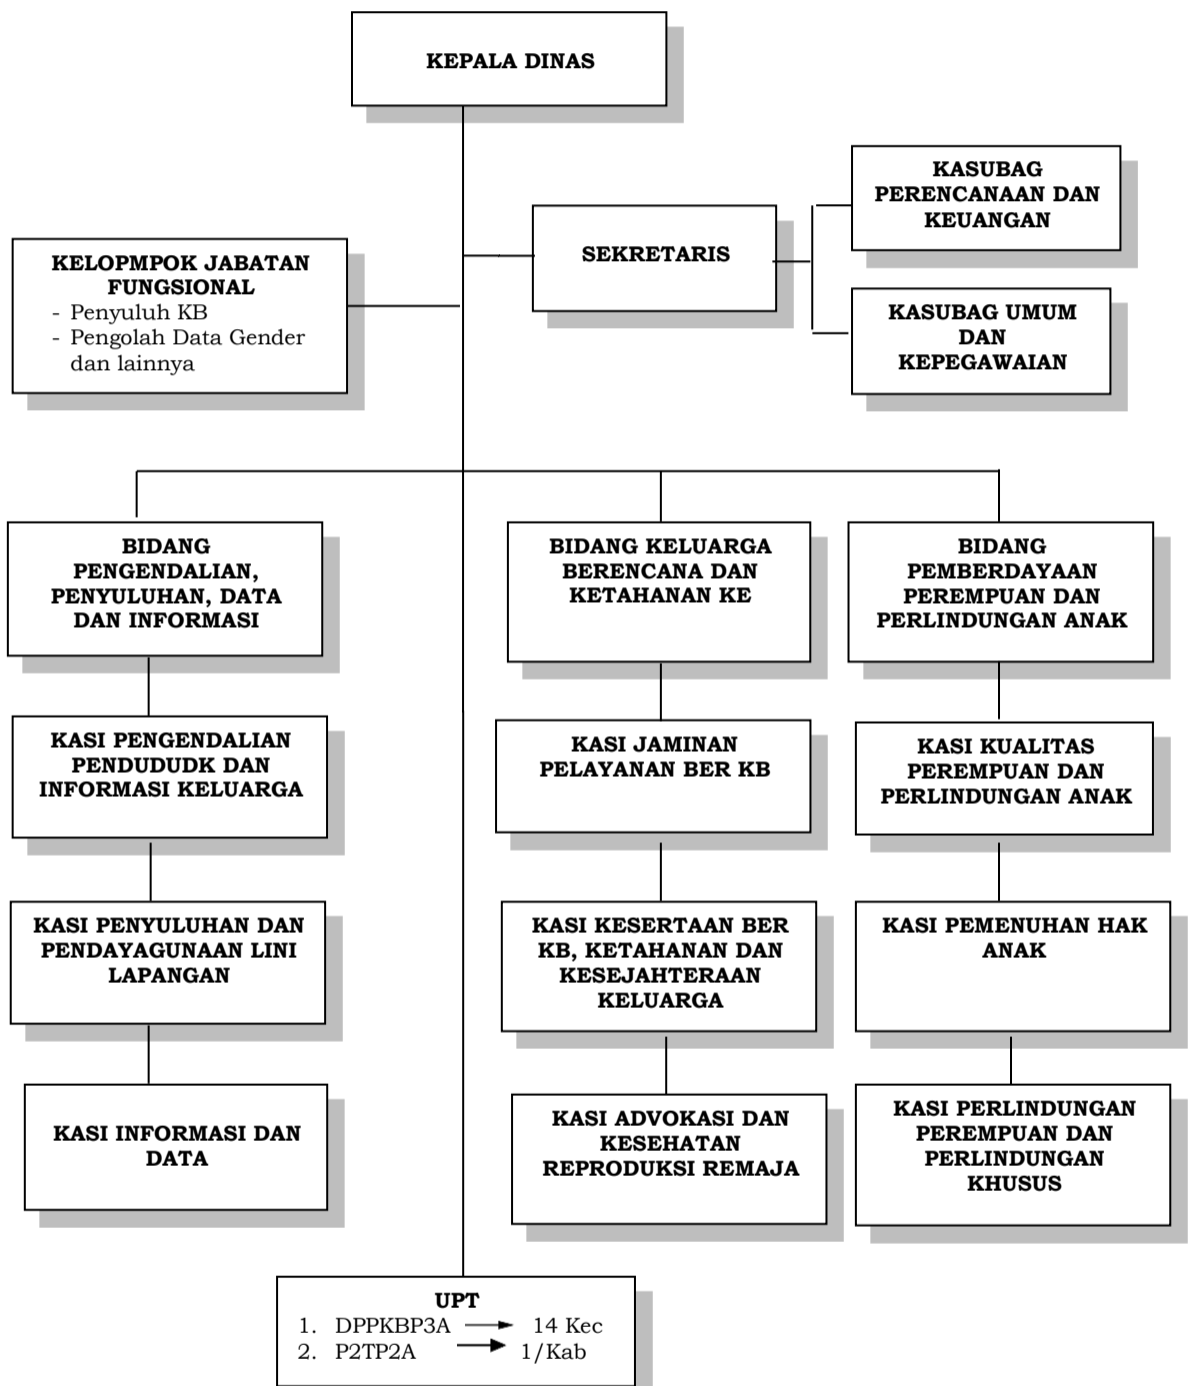 KEPALA DINAS
KASUBAG
PERENCANAAN DAN
KEUANGAN
SEKRETARIS
KELOPMPOK JABATAN
FUNGSIONAL
- Penyuluh KB
- Pengolah Data Gender
dan lainnya
KASUBAG UMUM
DAN
KEPEGAWAIAN
BIDANG
PENGENDALIAN,
PENYULUHAN, DATA
DAN INFORMASI
BIDANG KELUARGA
BERENCANA DAN
KETAHANAN KE
BIDANG
PEMBERDAYAAN
PEREMPUAN DAN
PERLINDUNGAN ANAK
KASI PENGENDALIAN
PENDUDUDK DAN
INFORMASI KELUARGA
KASI JAMINAN
PELAYANAN BER KB
KASI KUALITAS
PEREMPUAN DAN
PERLINDUNGAN ANAK
KASI PENYULUHAN DAN
PENDAYAGUNAAN LINI
LAPANGAN
KASI KESERTAAN BER
KB, KETAHANAN DAN
KESEJAHTERAAN
KELUARGA
KASI PEMENUHAN HAK
ANAK
KASI INFORMASI DAN
DATA
KASI ADVOKASI DAN
KESEHATAN
REPRODUKSI REMAJA
KASI PERLINDUNGAN
PEREMPUAN DAN
PERLINDUNGAN
KHUSUS
UPT
1. DPPKBP3A → 14 Kec
2. P2TP2A → 1/Kab